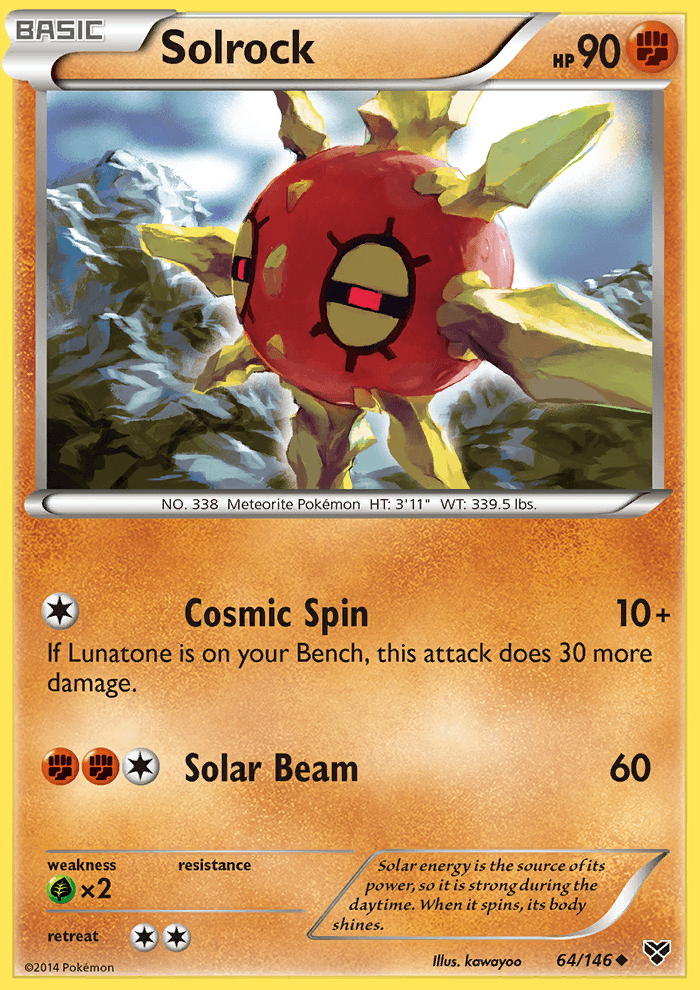 BASIC
Solrock
HP 90
NO. 338 Meteorite Pokémon HT: 3'11" WT: 339.5 lbs.
Cosmic Spin 10+
If Lunatone is on your Bench, this attack does 30 more
damage.
Solar Beam 60
weakness resistance
×2
retreat
Solar energy is the source of its
power, so it is strong during the
daytime. When it spins, its body
shines.
Illus. kawayoo 64/146
©2014 Pokémon